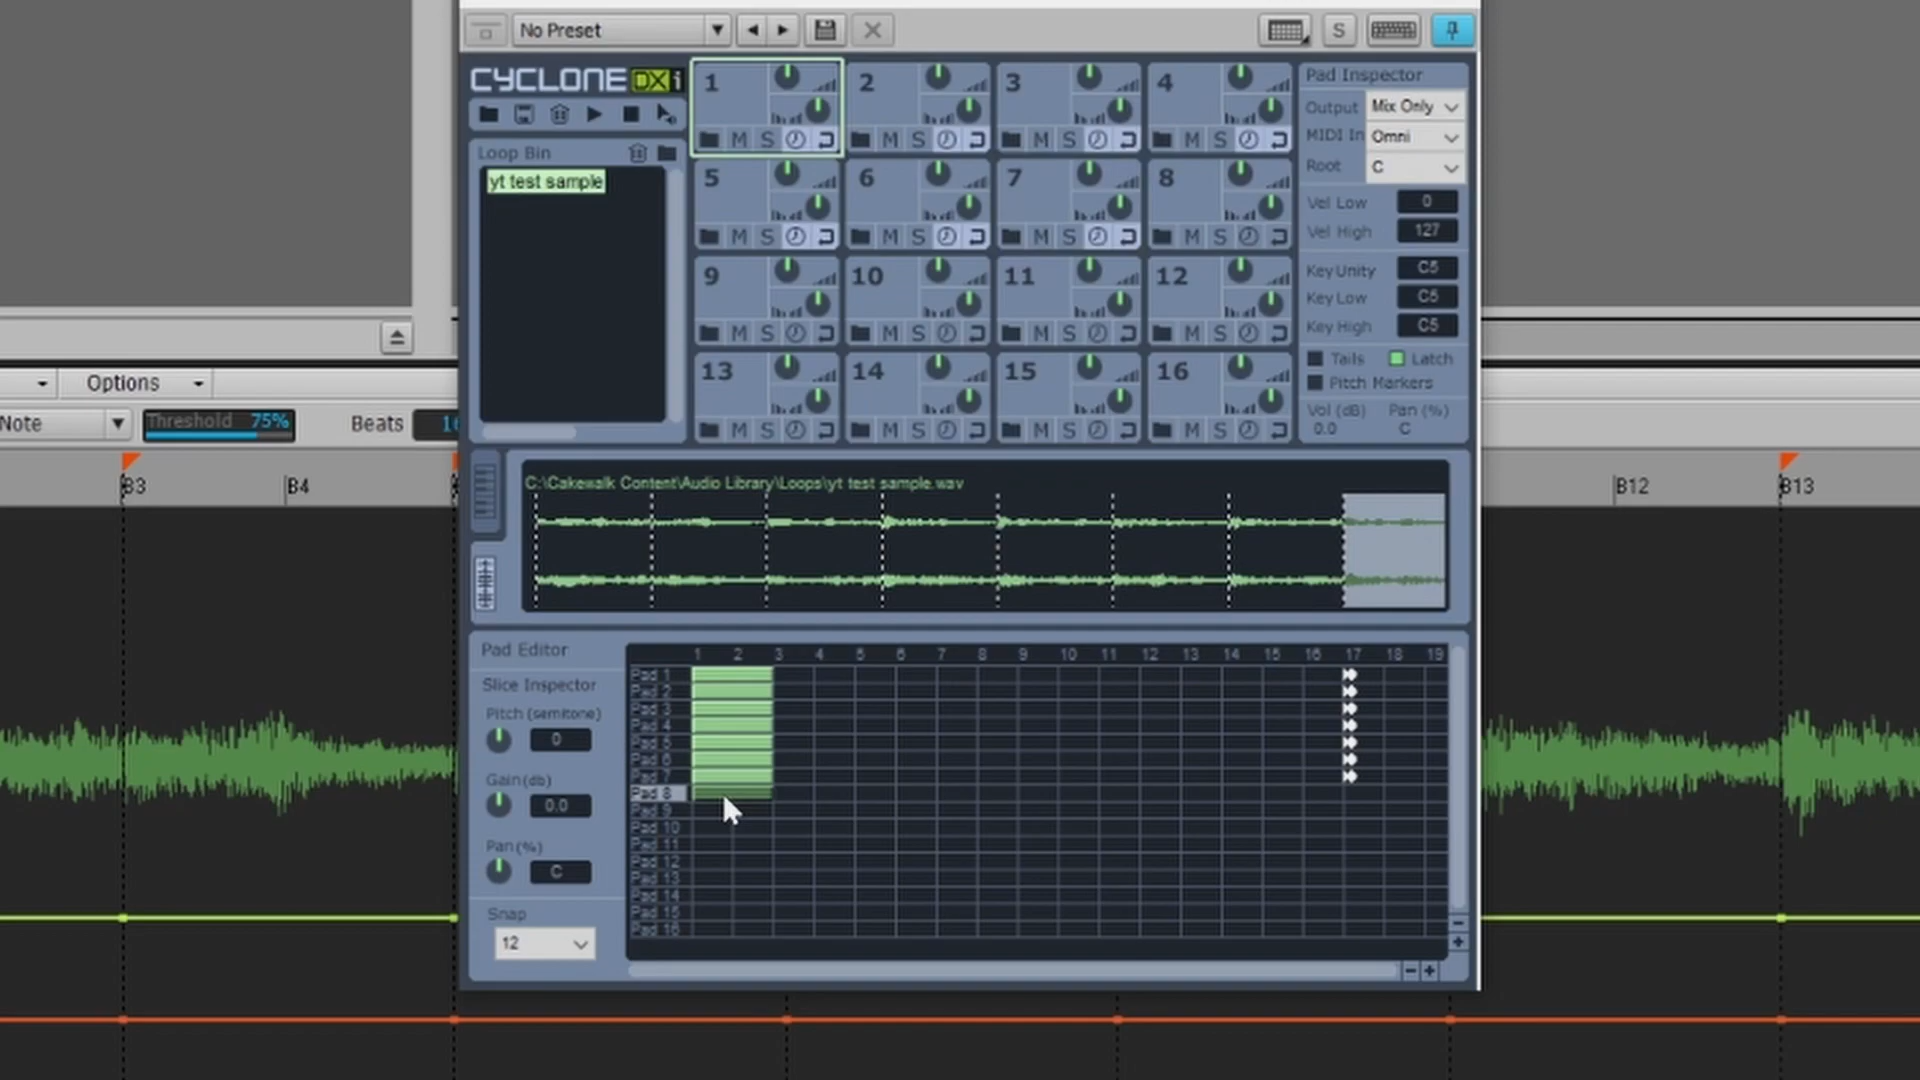 No Preset
S
CYCLONE DXi
1
2
3
4
M S
M S
M S
M S
Loop Bin
yt test sample
5
6
7
8
M S
M S
M S
M S
9
10
11
12
M S
M S
M S
M S
13
14
15
16
M S
M S
M S
M S
Pad Inspector
Output Mix Only
MIDI In Omni
Root C
Vel Low 0
Vel High 127
Key Unity C5
Key Low C5
Key High C5
Tails Latch
Pitch Markers
Vol (dB) Pan (%)
0.0 C
Options
Note
Threshold 75%
Beats
B3
B4
B12
B13
C:\Cakewalk Content\Audio Library\Loops\yt test sample.wav
Pad Editor
Slice Inspector
Pitch (semitone)
0
Gain (db)
0.0
Pan (%)
C
Snap
12
1 2 3 4 5 6 7 8 9 10 11 12 13 14 15 16 17 18 19
Pad 1
Pad 2
Pad 3
Pad 4
Pad 5
Pad 6
Pad 7
Pad 8
Pad 9
Pad 10
Pad 11
Pad 12
Pad 13
Pad 14
Pad 15
Pad 16